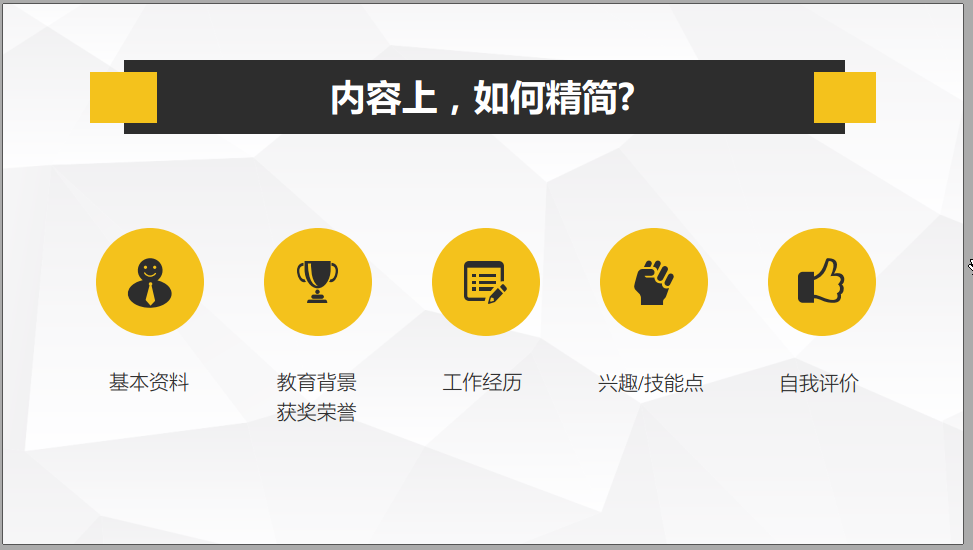 内容上，如何精简?
基本资料
教育背景
获奖荣誉
工作经历
兴趣/技能点
自我评价